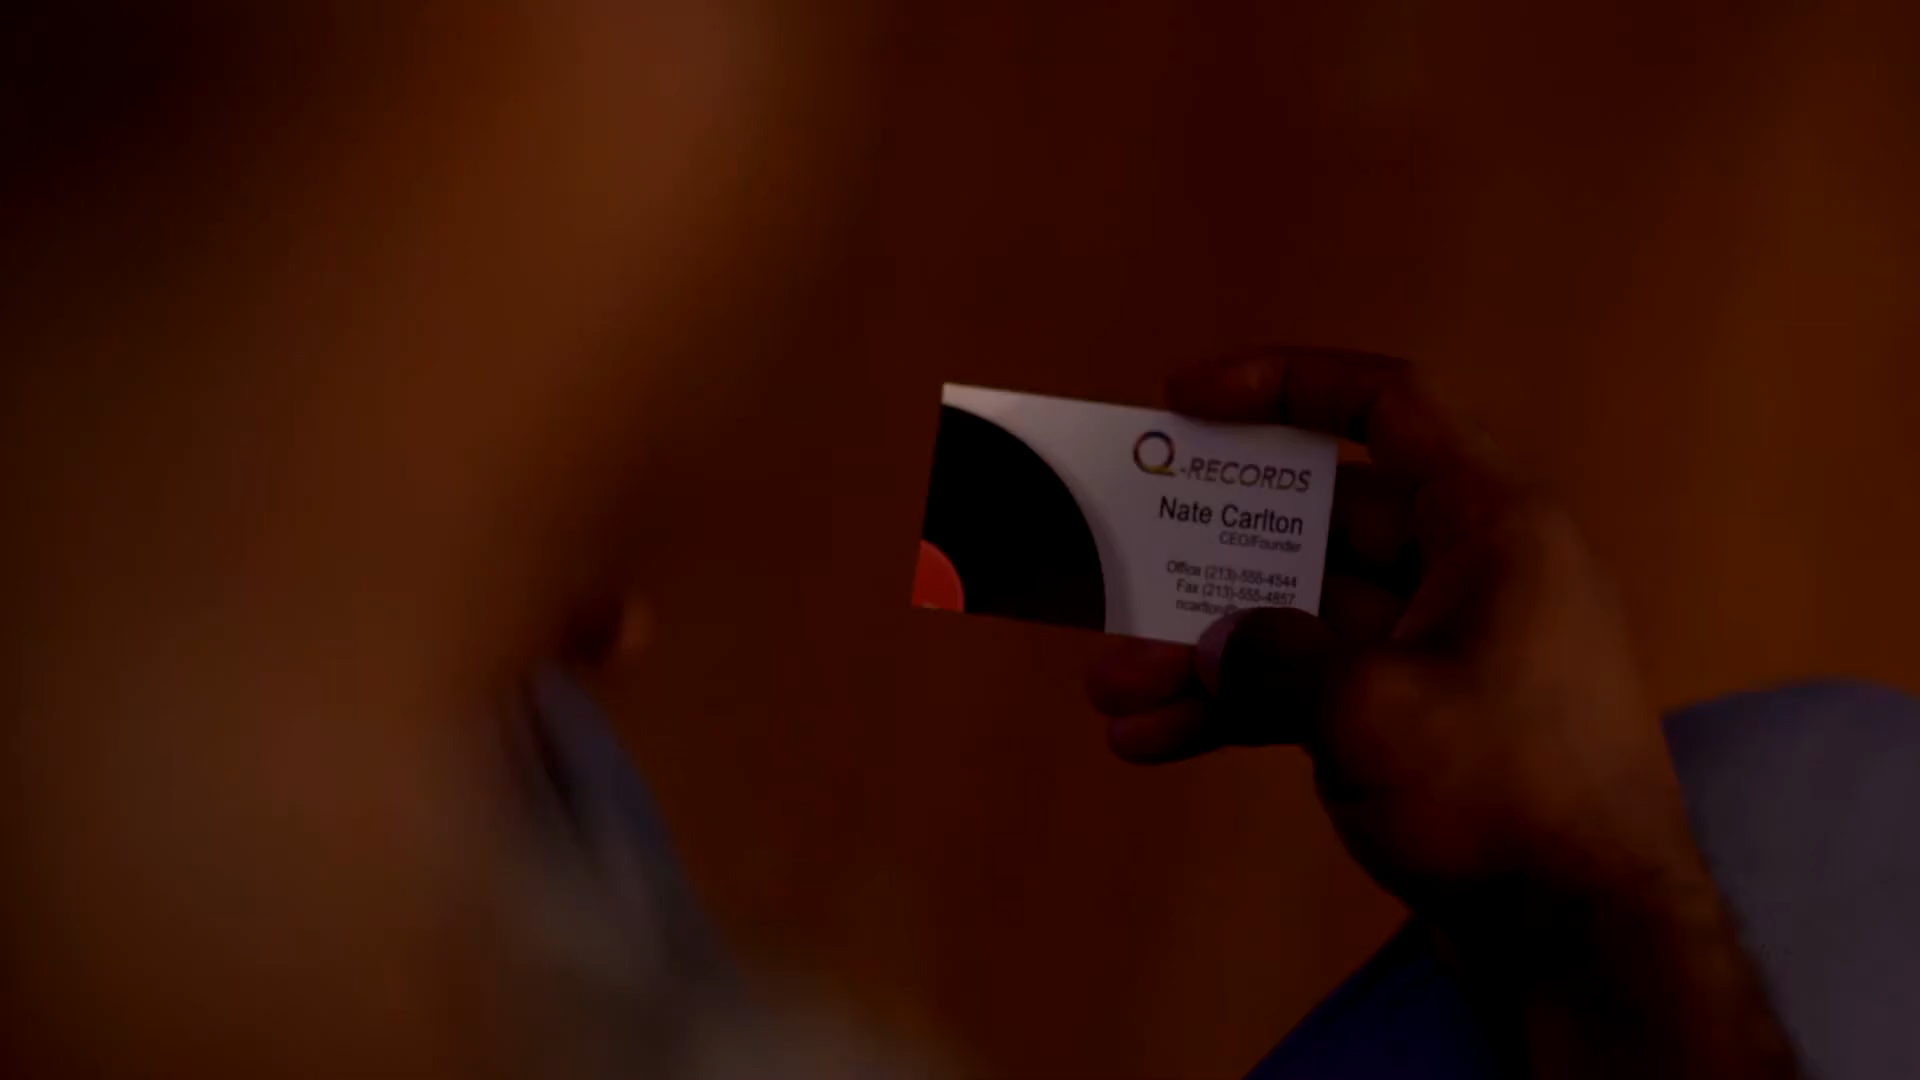 Q-RECORDS
Nate Carlton
CEO/Founder
Office (213)-555-4544
Fax (213)-555-4857